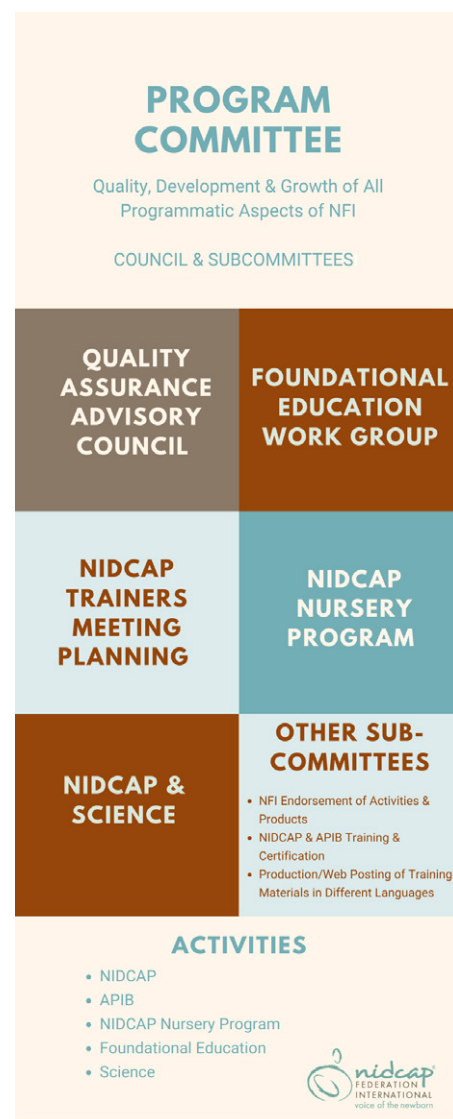 PROGRAM
COMMITTEE
Quality, Development & Growth of All
Programmatic Aspects of NFI
COUNCIL & SUBCOMMITTEES
QUALITY
ASSURANCE
ADVISORY
COUNCIL
FOUNDATIONAL
EDUCATION
WORK GROUP
NIDCAP
TRAINERS
MEETING
PLANNING
NIDCAP
NURSERY
PROGRAM
NIDCAP &
SCIENCE
OTHER SUB-
COMMITTEES
• NFI Endorsement of Activities &
Products
• NIDCAP & APIB Training &
Certification
• Production/Web Posting of Training
Materials in Different Languages
ACTIVITIES
• NIDCAP
• APIB
• NIDCAP Nursery Program
• Foundational Education
• Science
nidcap®
FEDERATION
INTERNATIONAL
voice of the newborn